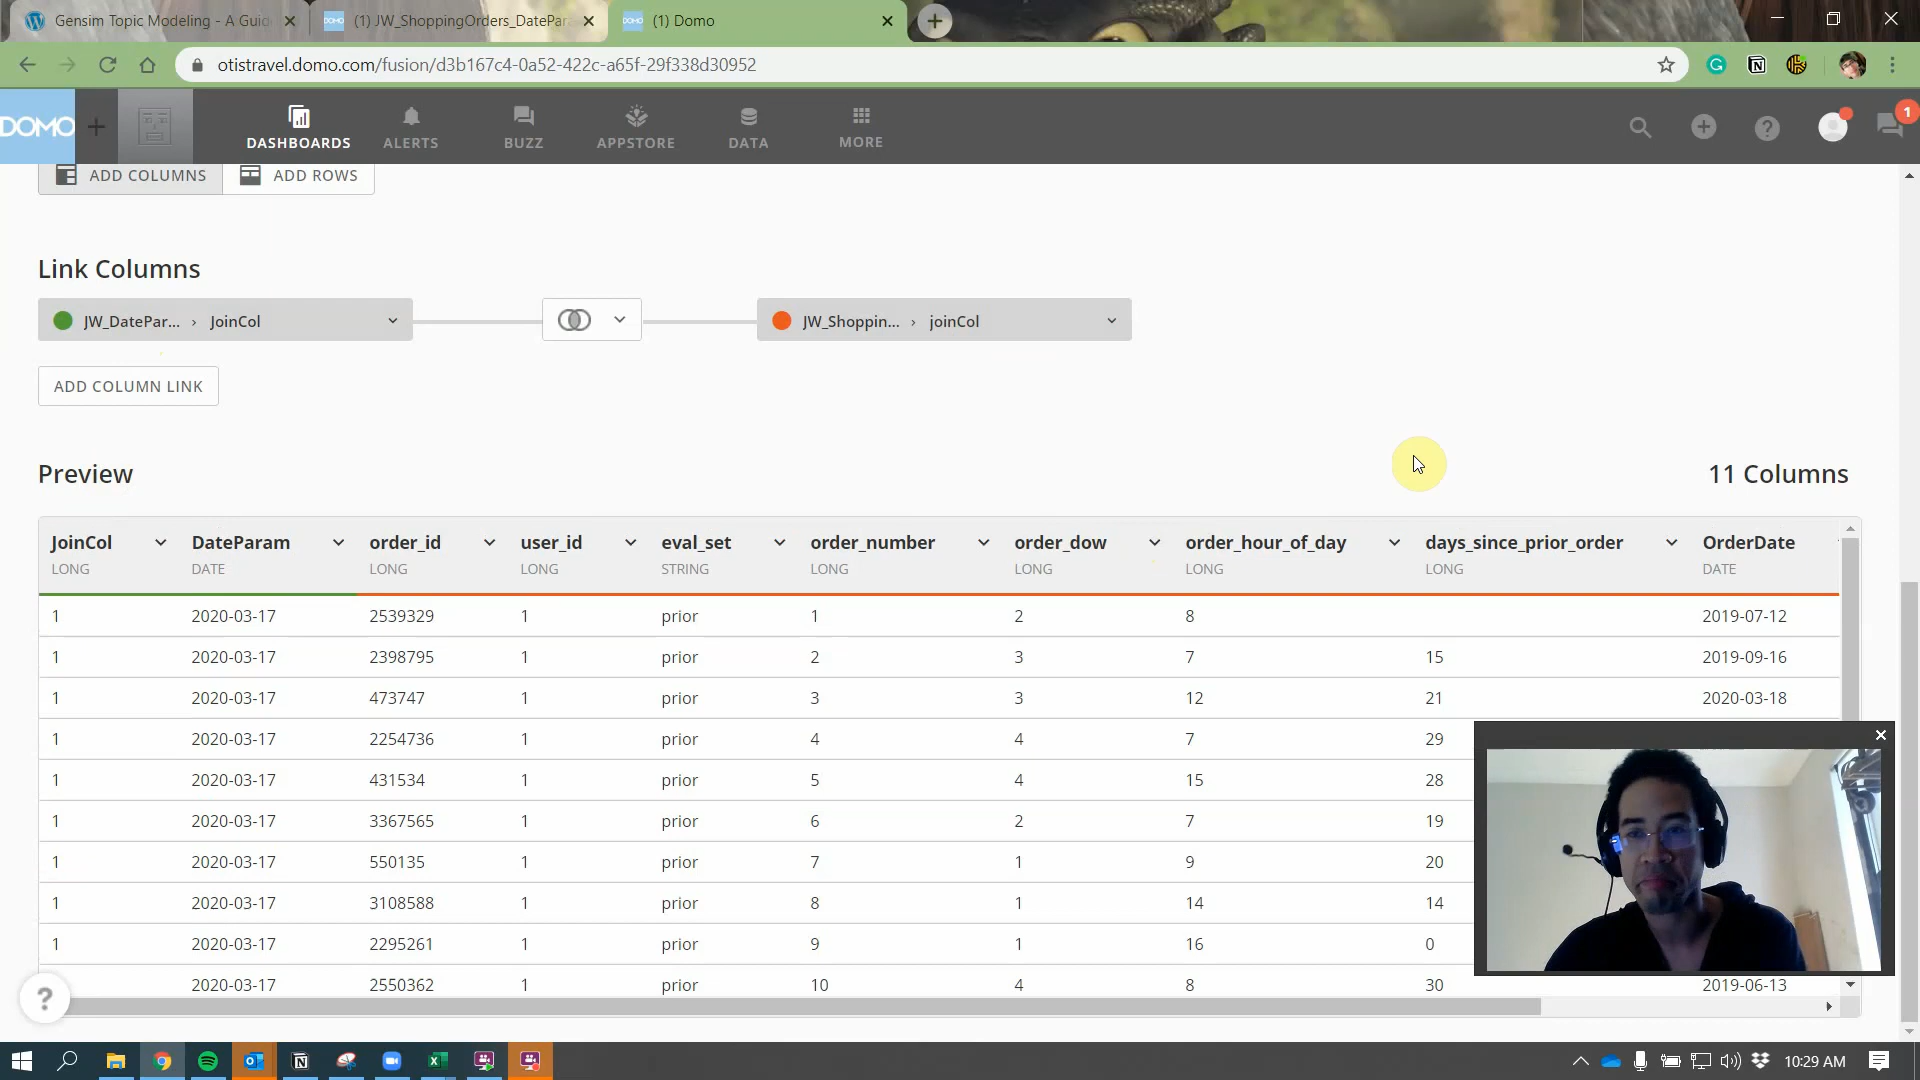 Gensim Topic Modeling - A Guid
(1) JW_ShoppingOrders_DatePara
(1) Domo
otistravel.domo.com/fusion/d3b167c4-0a52-422c-a65f-29f338d30952
DOMO
DASHBOARDS
ALERTS
BUZZ
APPSTORE
DATA
MORE
1
ADD COLUMNS
ADD ROWS
Link Columns
JW_DatePar... › JoinCol
JW_Shoppin... › joinCol
ADD COLUMN LINK
Preview
11 Columns
JoinCol DateParam order_id user_id eval_set order_number order_dow order_hour_of_day days_since_prior_order OrderDate
LONG DATE LONG LONG STRING LONG LONG LONG LONG DATE
1 2020-03-17 2539329 1 prior 1 2 8 2019-07-12
1 2020-03-17 2398795 1 prior 2 3 7 15 2019-09-16
1 2020-03-17 473747 1 prior 3 3 12 21 2020-03-18
1 2020-03-17 2254736 1 prior 4 4 7 29
1 2020-03-17 431534 1 prior 5 4 15 28
1 2020-03-17 3367565 1 prior 6 2 7 19
1 2020-03-17 550135 1 prior 7 1 9 20
1 2020-03-17 3108588 1 prior 8 1 14 14
1 2020-03-17 2295261 1 prior 9 1 16 0
2020-03-17 2550362 1 prior 10 4 8 30 2019-06-13
?
10:29 AM